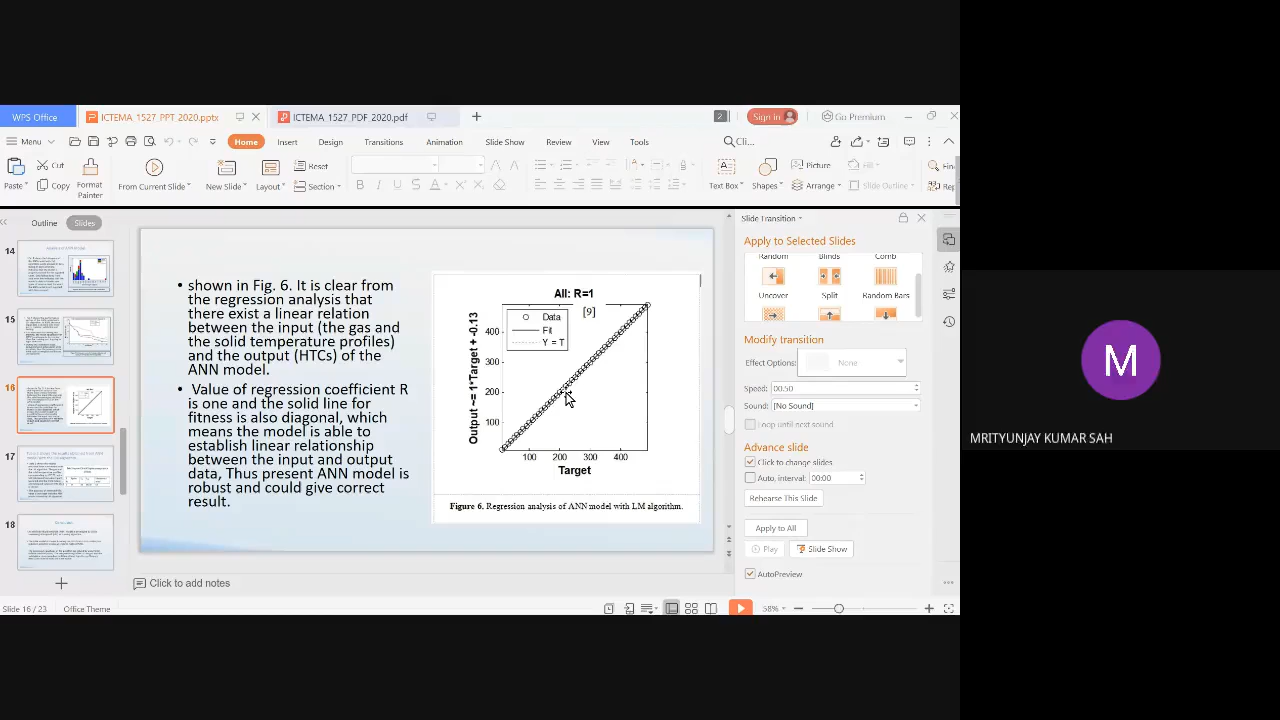 WPS Office
ICTEMA_1527_PPT_2020.pptx
ICTEMA_1527_PDF_2020.pdf
2
Sign In
Go Premium
Menu
Home
Insert
Design
Transitions
Animation
Slide Show
Review
View
Tools
Cli...
Paste
Cut
Copy
Format
Painter
From Current Slide
New Slide
Layout
Reset
Section
B I U S A
Text Box
Shapes
Picture
Arrange
Slide Outline
Outline
Slides
14
15
16
17
18
• shown in Fig. 6. It is clear from
the regression analysis that
there exist a linear relation
between the input (the gas and
the solid temperature profiles)
and the output (HTCs) of the
ANN model.
• Value of regression coefficient R
is one and the solid line for
fitness is also diagonal, which
means the model is able to
establish linear relationship
between the input and output
data, Thus present ANN model is
robust and could give correct
result.
All: R=1
[9]
Data
Fit
Y = T
Output ~= 1*Target + -0.13
400
300
200
100
100 200 300 400
Target
Figure 6. Regression analysis of ANN model with LM algorithm.
Slide Transition
Apply to Selected Slides
Random
Blinds
Comb
Uncover
Split
Random Bars
Modify transition
Effect Options:
None
Speed:
00.50
Sound:
[No Sound]
Loop until next sound
Advance slide
Click to change slides
Auto, interval:
00:00
Rehearse This Slide
Apply to All
Play
Slide Show
AutoPreview
Click to add notes
Slide 16 / 23
Office Theme
58%
M
MRITYUNJAY KUMAR SAH